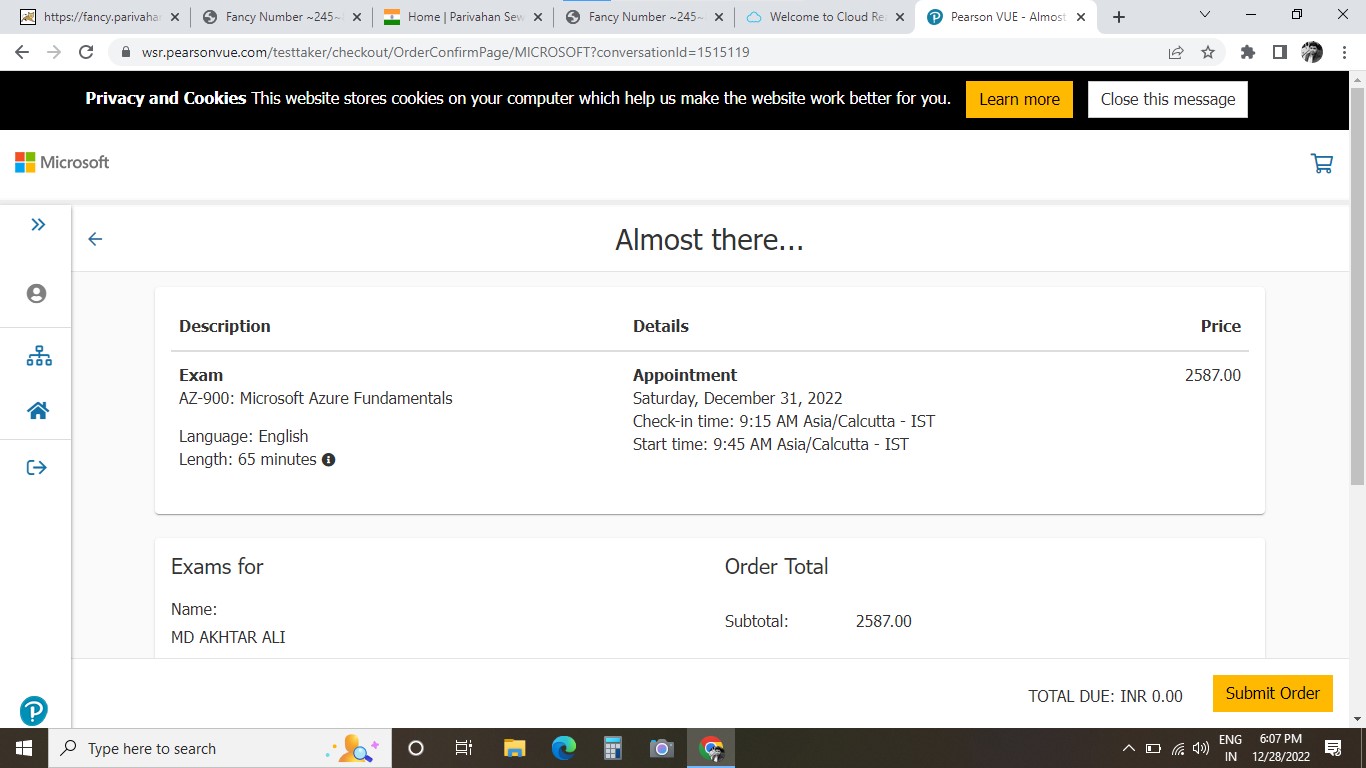 https://fancy.parivahan
Fancy Number ~245~
Home | Parivahan Sew
Fancy Number ~245~
Welcome to Cloud Rea
Pearson VUE - Almost
wsr.pearsonvue.com/testtaker/checkout/OrderConfirmPage/MICROSOFT?conversationId=1515119
Privacy and Cookies This website stores cookies on your computer which help us make the website work better for you.
Learn more
Close this message
Microsoft
Almost there...
Description
Details
Price
Exam
Appointment
2587.00
AZ-900: Microsoft Azure Fundamentals
Saturday, December 31, 2022
Check-in time: 9:15 AM Asia/Calcutta - IST
Language: English
Start time: 9:45 AM Asia/Calcutta - IST
Length: 65 minutes
Exams for
Order Total
Name:
Subtotal: 2587.00
MD AKHTAR ALI
TOTAL DUE: INR 0.00
Submit Order
Type here to search
ENG
IN
6:07 PM
12/28/2022